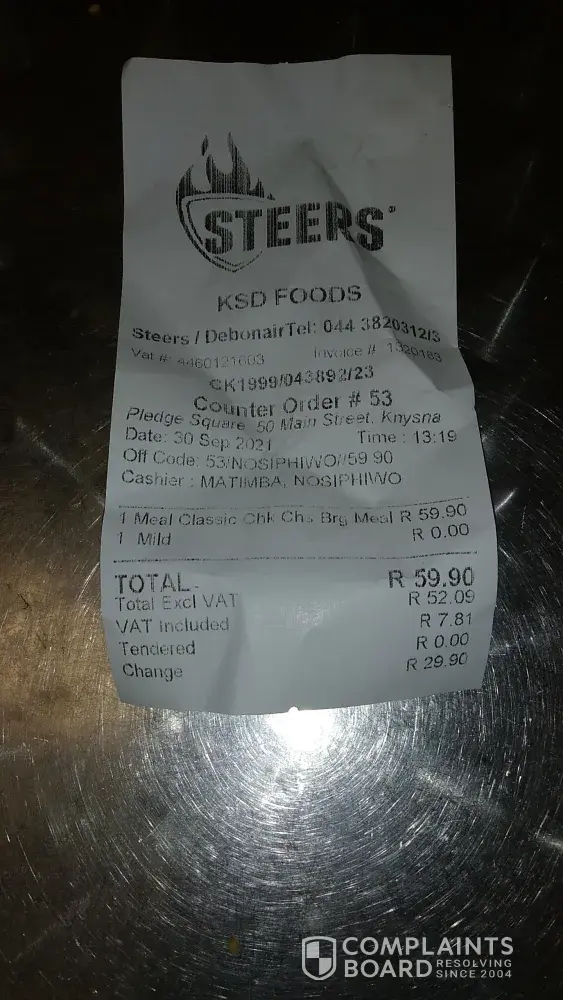 STEERS®
KSD FOODS
Steers / DebonairTel: 044 3820312/3
Vat #: 4460121603 Invoice # 1320183
CK1999/043892/23
Counter Order # 53
Pledge Square 50 Main Street, Knysna
Date: 30 Sep 2021 Time : 13:19
Off Code: 53/NOSIPHIWO//59 90
Cashier : MATIMBA, NOSIPHIWO
1 Meal Classic Chk Chs Brg Meal R 59.90
1 Mild R 0.00
TOTAL R 59.90
Total Excl VAT R 52.09
VAT included R 7.81
Tendered R 0.00
Change R 29.90
COMPLAINTS
BOARD RESOLVING
SINCE 2004